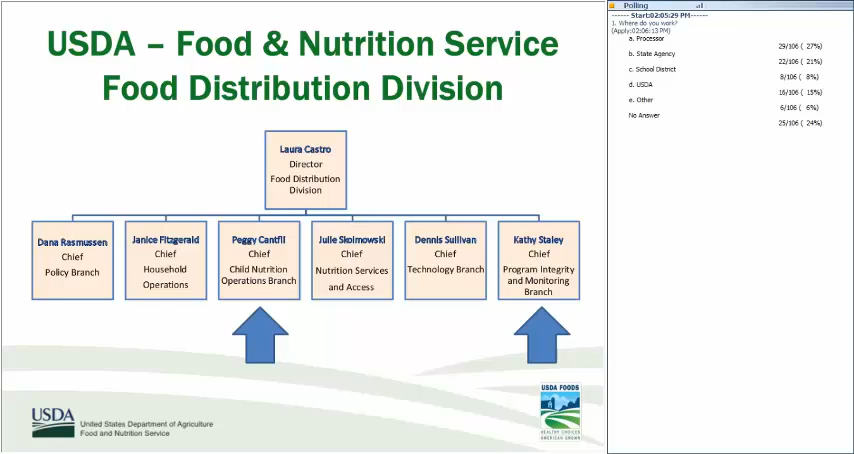 USDA – Food & Nutrition Service
Food Distribution Division
Laura Castro
Director
Food Distribution
Division
Dana Rasmussen
Chief
Policy Branch
Janice Fitzgerald
Chief
Household
Operations
Peggy Cantfil
Chief
Child Nutrition
Operations Branch
Julie Skolmowski
Chief
Nutrition Services
and Access
Dennis Sullivan
Chief
Technology Branch
Kathy Staley
Chief
Program Integrity
and Monitoring
Branch
USDA
United States Department of Agriculture
Food and Nutrition Service
USDA FOODS
HEALTHY CHOICES
AMERICAN GROWN
Polling
------ Start:02:05:29 PM------
1. Where do you work?
(Apply:02:06:13 PM)
a. Processor
29/106 ( 27%)
b. State Agency
22/106 ( 21%)
c. School District
8/106 ( 8%)
d. USDA
16/106 ( 15%)
e. Other
6/106 ( 6%)
No Answer
25/106 ( 24%)